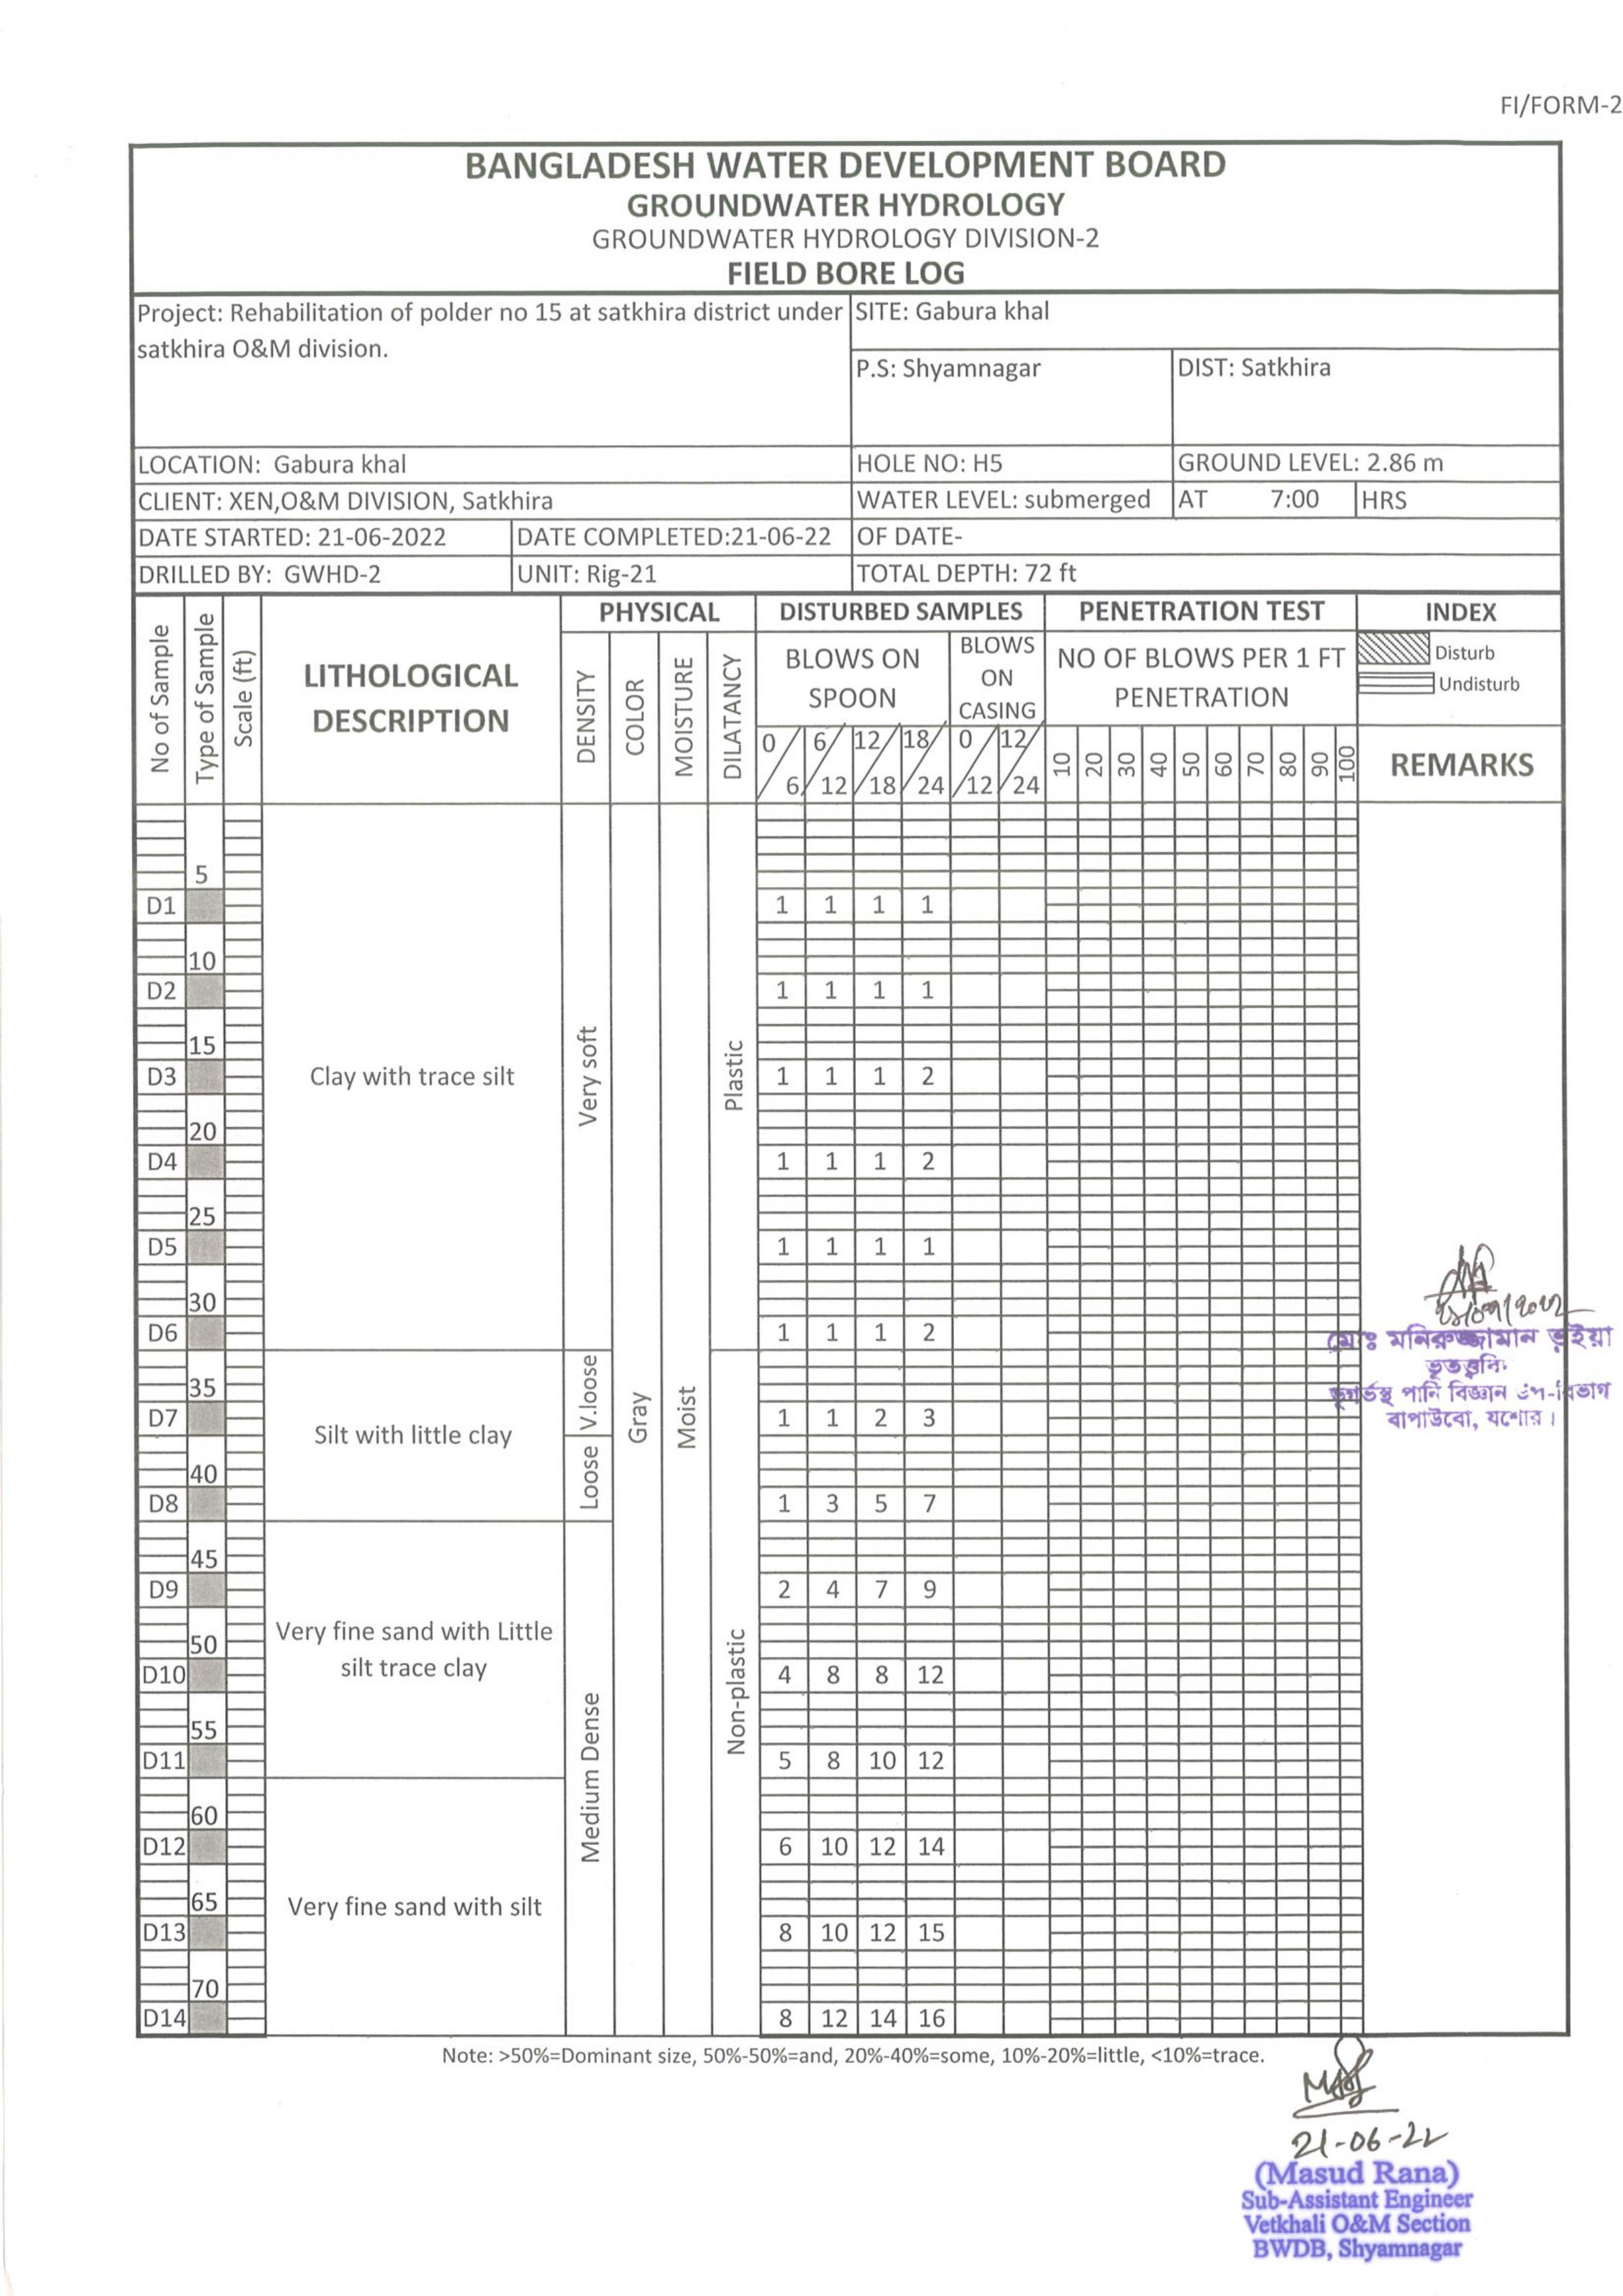 FI/FORM-2
BANGLADESH WATER DEVELOPMENT BOARD
GROUNDWATER HYDROLOGY
GROUNDWATER HYDROLOGY DIVISION-2
FIELD BORE LOG
Project: Rehabilitation of polder no 15 at satkhira district under
satkhira O&M division.
SITE: Gabura khal
P.S: Shyamnagar
DIST: Satkhira
LOCATION: Gabura khal
HOLE NO: H5
GROUND LEVEL: 2.86 m
CLIENT: XEN,O&M DIVISION, Satkhira
WATER LEVEL: submerged AT 7:00 HRS
DATE STARTED: 21-06-2022
DATE COMPLETED:21-06-22
OF DATE-
DRILLED BY: GWHD-2
UNIT: Rig-21
TOTAL DEPTH: 72 ft
No of Sample
Type of Sample
Scale (ft)
LITHOLOGICAL
DESCRIPTION
PHYSICAL
DENSITY
COLOR
MOISTURE
DILATANCY
DISTURBED SAMPLES
BLOWS ON
SPOON
BLOWS
ON
CASING
0/6 6/12 12/18 18/24 0/12 12/24
PENETRATION TEST
NO OF BLOWS PER 1 FT
PENETRATION
10 20 30 40 50 60 70 80 90 100
INDEX
Disturb
Undisturb
REMARKS
5
D1 1 1 1 1
10
D2 1 1 1 1
15
D3 Clay with trace silt Very soft Plastic 1 1 1 2
20
D4 1 1 1 2
25
D5 1 1 1 1
30
D6 1 1 1 2
35
D7 V.loose Gray Moist 1 1 2 3
Silt with little clay
40
D8 Loose 1 3 5 7
45
D9 2 4 7 9
Very fine sand with Little
silt trace clay
50
D10 Non-plastic 4 8 8 12
55
D11 Medium Dense 5 8 10 12
60
D12 6 10 12 14
65
Very fine sand with silt
D13 8 10 12 15
70
D14 8 12 14 16
মোঃ মনিরুজ্জামান ভূইয়া
পানি বিজ্ঞান
বাপাউবো, যশোর।
Note: >50%=Dominant size, 50%-50%=and, 20%-40%=some, 10%-20%=little, <10%=trace.
21-06-22
(Masud Rana)
Sub-Assistant Engineer
Vetkhali O&M Section
BWDB, Shyamnagar